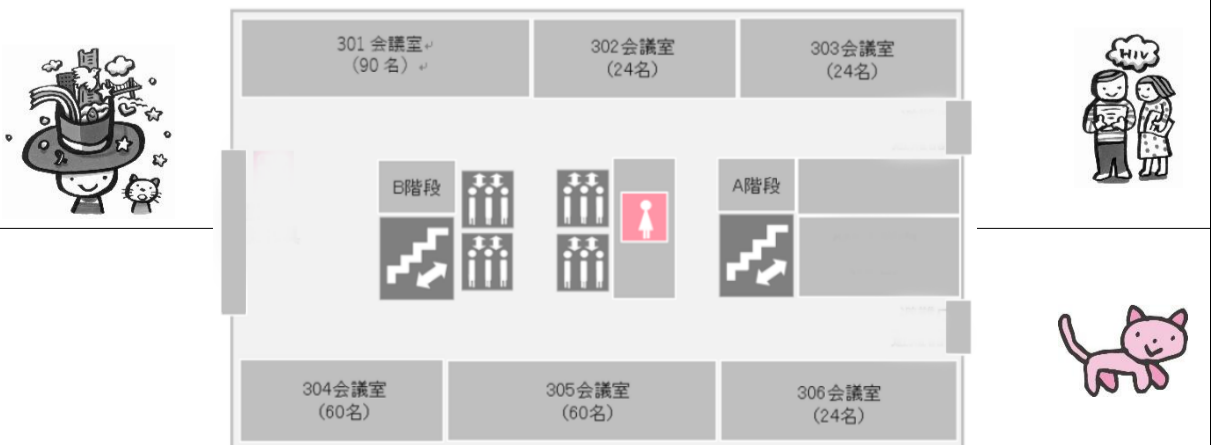 301 会議室
（90 名）
302会議室
(24名)
303会議室
(24名)
HIV
B階段
A階段
304会議室
(60名)
305会議室
(60名)
306会議室
(24名)